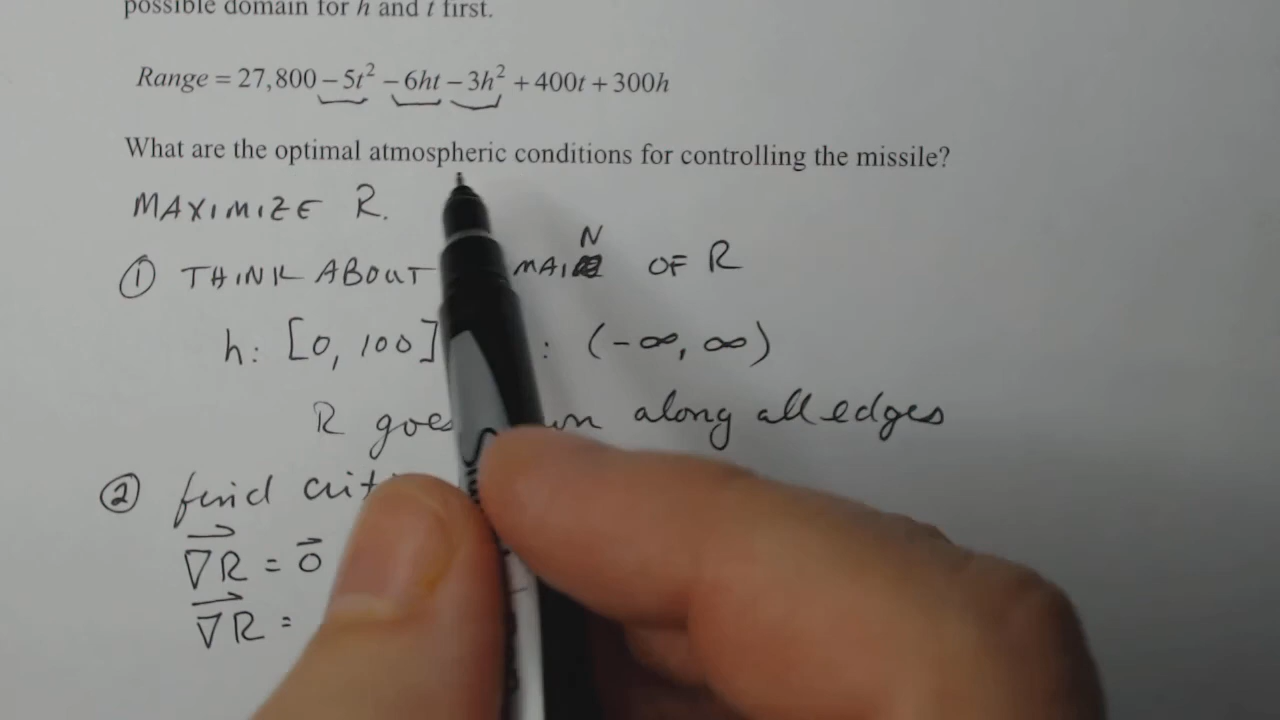 possible domain for h and t first.
Range = 27,800 − 5t² − 6ht − 3h² + 400t + 300h
What are the optimal atmospheric conditions for controlling the missile?
MAXIMIZE R.
① THINK ABOUT MAIN OF R
h: [0, 100] : (-∞, ∞)
R goes along all edges
② find crit
∇R = 0⃗
∇R =